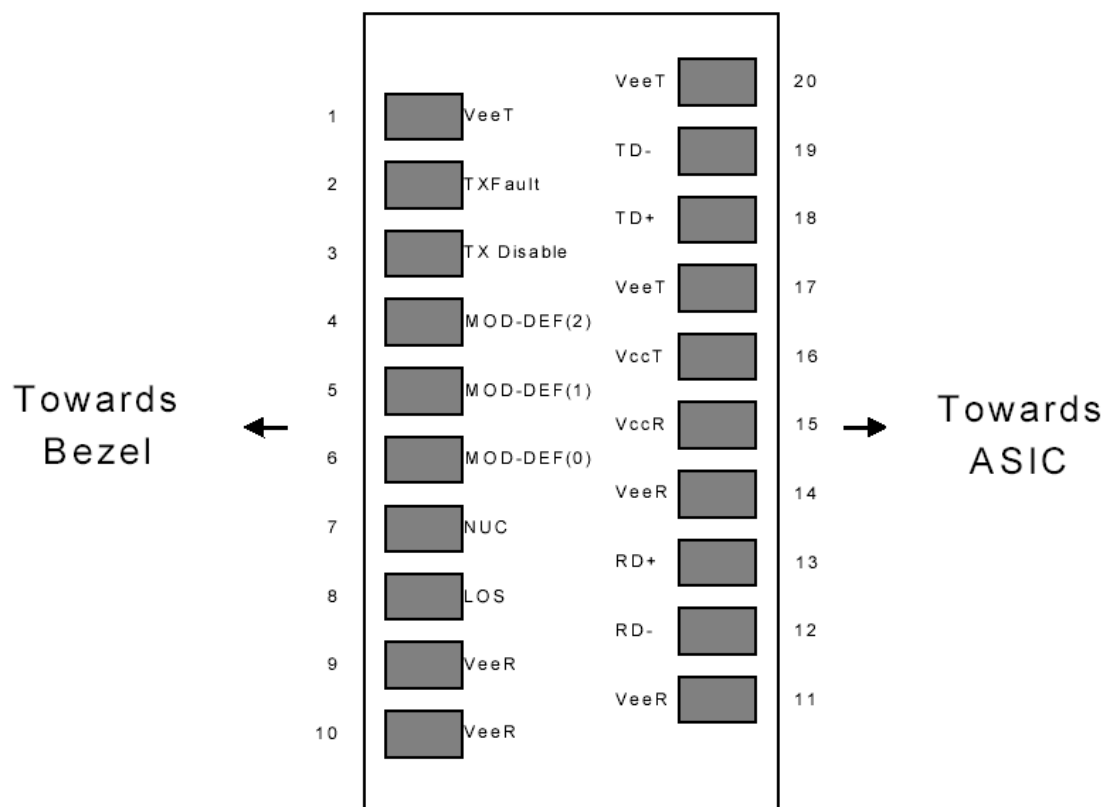 VeeT 20
1 VeeT
TD- 19
2 TXFault
TD+ 18
3 TX Disable
VeeT 17
4 MOD-DEF(2)
VccT 16
5 MOD-DEF(1)
Towards
Bezel
VccR 15
Towards
ASIC
6 MOD-DEF(0)
VeeR 14
7 NUC
RD+ 13
8 LOS
RD- 12
9 VeeR
VeeR 11
10 VeeR